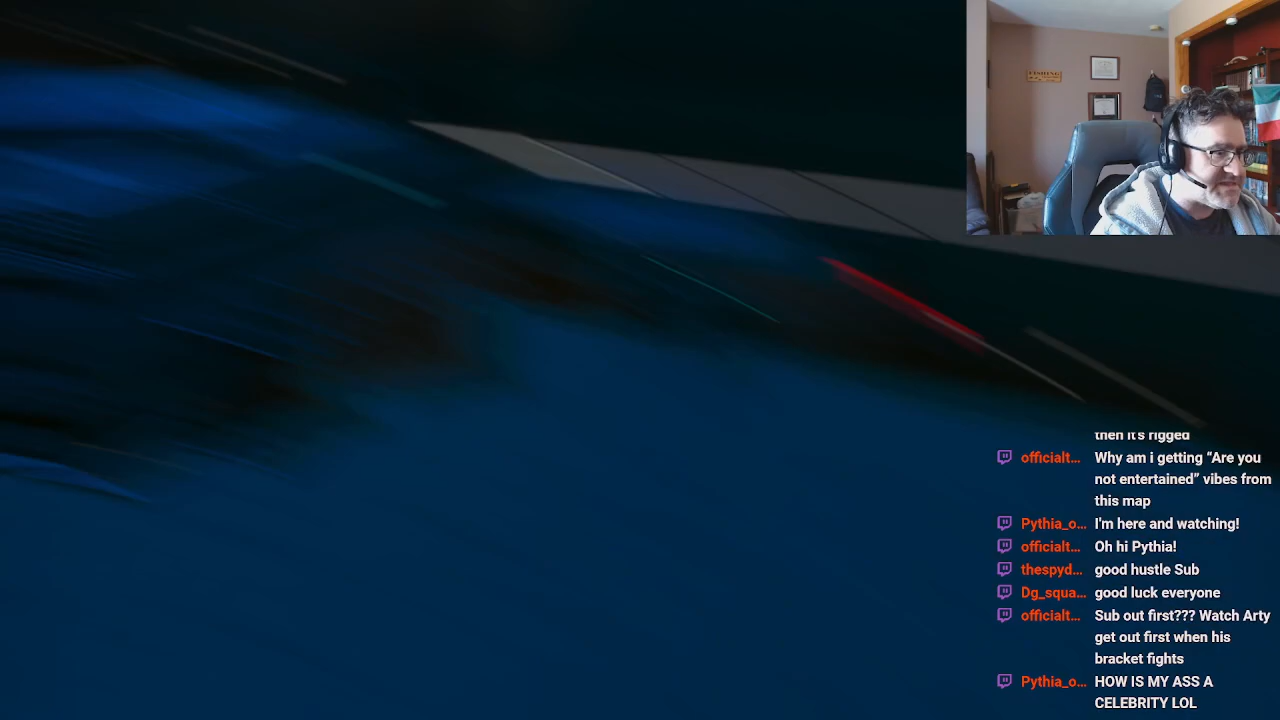 FISHING
then it's rigged
officialt... Why am i getting “Are you
not entertained” vibes from
this map
Pythia_o... I'm here and watching!
officialt... Oh hi Pythia!
thespyd... good hustle Sub
Dg_squa... good luck everyone
officialt... Sub out first??? Watch Arty
get out first when his
bracket fights
Pythia_o... HOW IS MY ASS A
CELEBRITY LOL